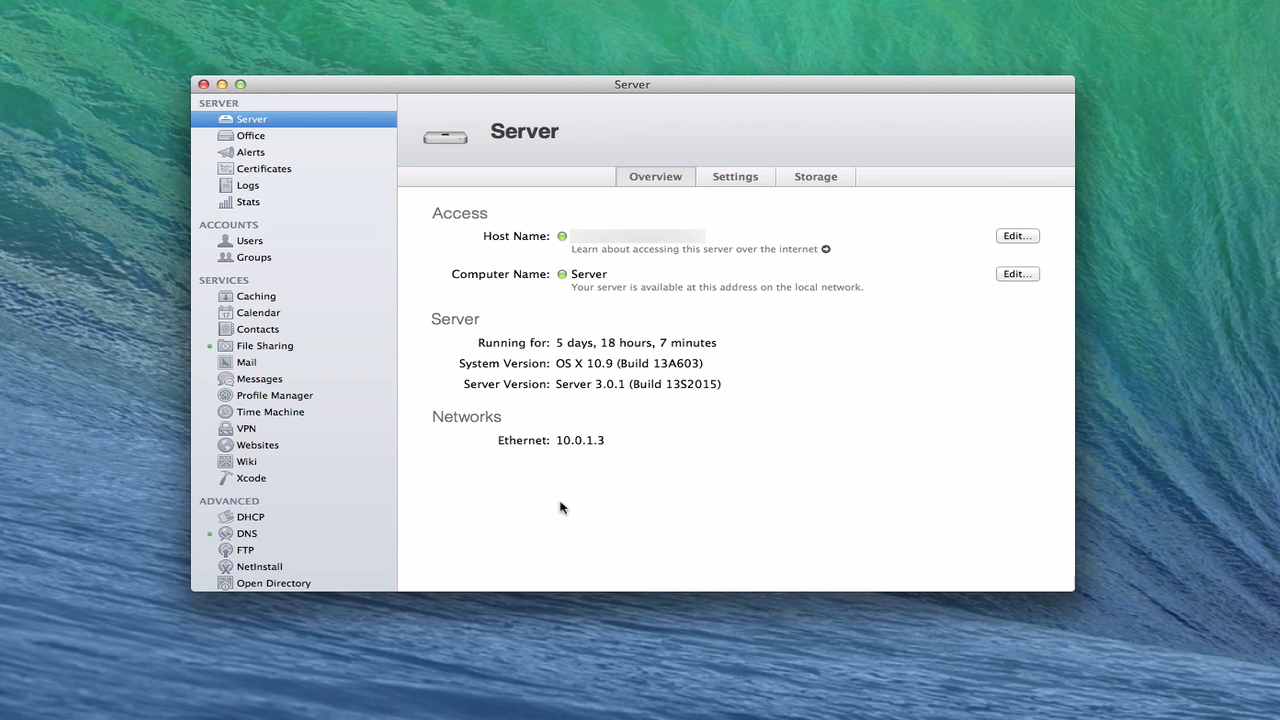 Server
SERVER
Server
Office
Alerts
Certificates
Logs
Stats
ACCOUNTS
Users
Groups
SERVICES
Caching
Calendar
Contacts
File Sharing
Mail
Messages
Profile Manager
Time Machine
VPN
Websites
Wiki
Xcode
ADVANCED
DHCP
DNS
FTP
NetInstall
Open Directory
Server
Overview Settings Storage
Access
Host Name: Edit...
Learn about accessing this server over the internet
Computer Name: Server Edit...
Your server is available at this address on the local network.
Server
Running for: 5 days, 18 hours, 7 minutes
System Version: OS X 10.9 (Build 13A603)
Server Version: Server 3.0.1 (Build 13S2015)
Networks
Ethernet: 10.0.1.3